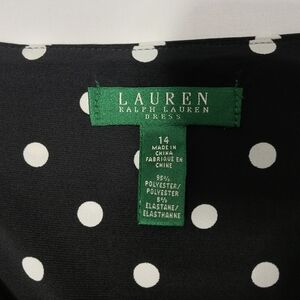 LAUREN
RALPH LAUREN
DRESS
14
MADE IN
CHINA
FABRIQUE EN
CHINE
95%
POLYESTER/
POLYESTER
5%
ELASTANE/
ELASTHANNE